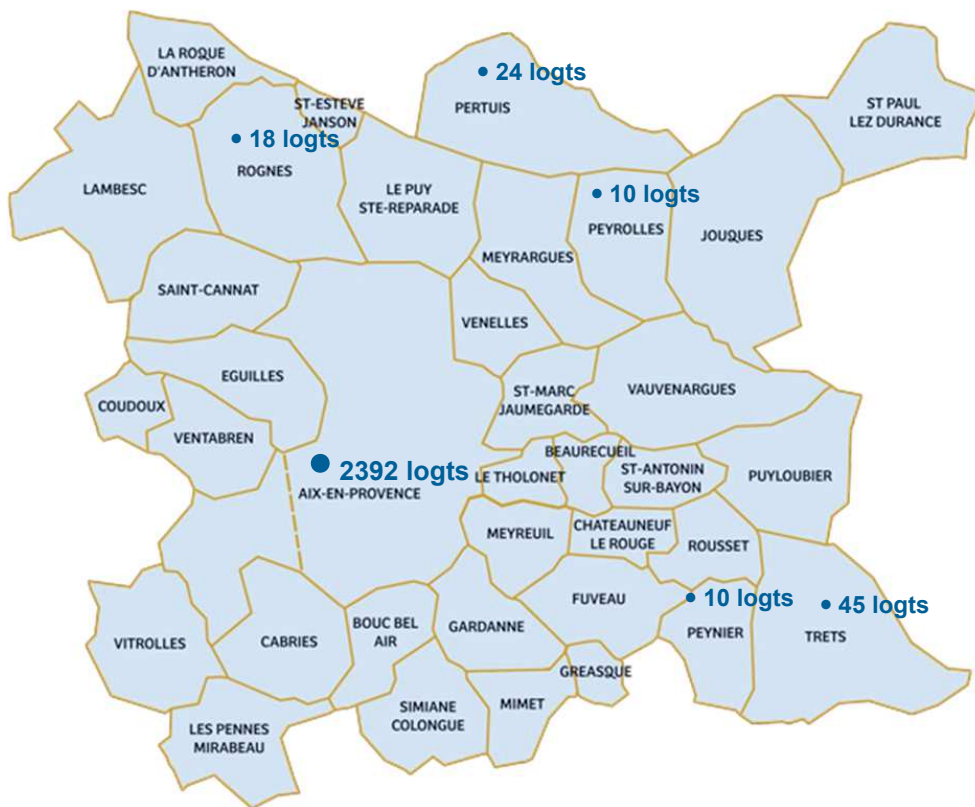 LA ROQUE
D'ANTHERON
24 logts
PERTUIS
ST PAUL
LEZ DURANCE
ST-ESTEVE
JANSON
18 logts
ROGNES
LAMBESC
LE PUY
STE-REPARADE
10 logts
PEYROLLES
JOUQUES
MEYRARGUES
SAINT-CANNAT
VENELLES
EGUILLES
ST-MARC
JAUMEGARDE
VAUVENARGUES
COUDOUX
VENTABREN
2392 logts
AIX-EN-PROVENCE
BEAURECUEIL
LE THOLONET
ST-ANTONIN
SUR-BAYON
PUYLOUBIER
MEYREUIL
CHATEAUNEUF
LE ROUGE
ROUSSET
FUVEAU
10 logts
PEYNIER
45 logts
TRETS
VITROLLES
CABRIES
BOUC BEL
AIR
GARDANNE
GREASQUE
MIMET
SIMIANE
COLONGUE
LES PENNES
MIRABEAU